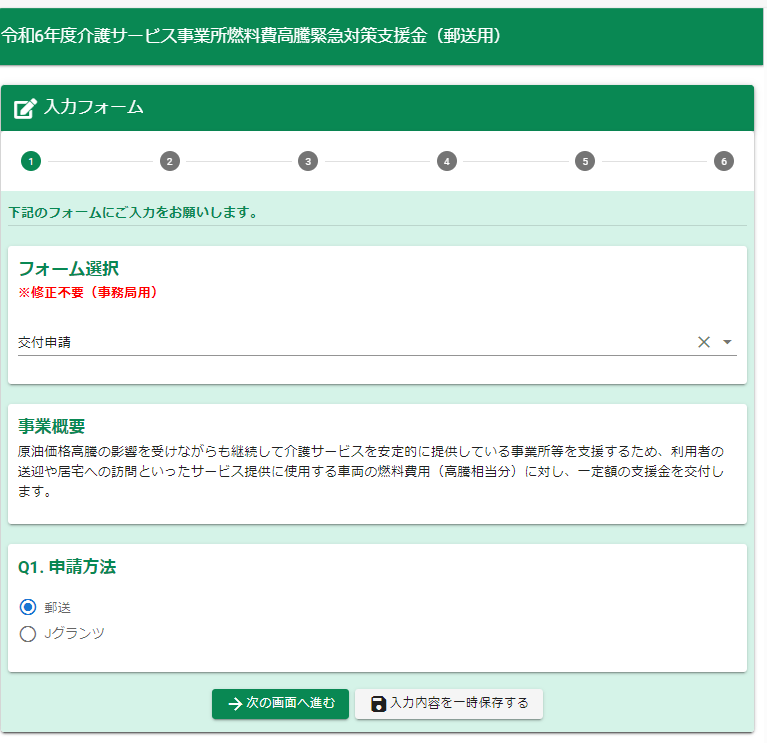 令和6年度介護サービス事業所燃料費高騰緊急対策支援金（郵送用）
入力フォーム
1 2 3 4 5 6
下記のフォームにご入力をお願いします。
フォーム選択
※修正不要（事務局用）
交付申請
事業概要
原油価格高騰の影響を受けながらも継続して介護サービスを安定的に提供している事業所等を支援するため、利用者の
送迎や居宅への訪問といったサービス提供に使用する車両の燃料費用（高騰相当分）に対し、一定額の支援金を交付し
ます。
Q1. 申請方法
郵送
Jグランツ
次の画面へ進む 入力内容を一時保存する